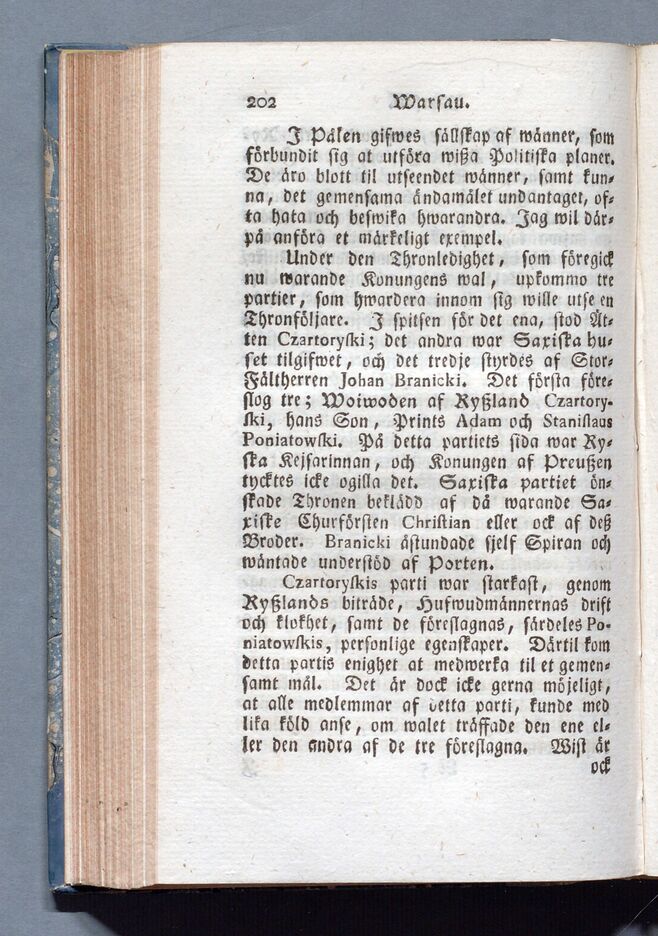 202 Warsau.
I Pålen gifwes sällskap af wänner, som
förbundit sig at utföra wißa Politiska planer.
De äro blott til utseendet wänner, samt kun-
na, det gemensama ändamålet undantaget, of-
ta hata och beswika hwarandra. Jag wil där-
på anföra et märkeligt exempel.
Under den Thronledighet, som föregick
nu warande Konungens wal, upkommo tre
partier, som hwardera innom sig wille utse en
Thronföljare. I spitsen för det ena, stod Ät-
ten Czartoryski; det andra war Saxiska hu-
set tilgifwet, och det tredje styrdes af Stor-
Fältherren Johan Branicki. Det första före-
slog tre; Woiwoden af Ryßland Czartory-
ski, hans Son, Prints Adam och Stanislaus
Poniatowski. På detta partiets sida war Ry-
ska Kejsarinnan, och Konungen af Preußen
tycktes icke ogilla det. Saxiska partiet ön-
skade Thronen beklädd af då warande Sa-
xiske Churförsten Christian eller ock af deß
Broder. Branicki åstundade sjelf Spiran och
wäntade understöd af Porten.
Czartoryskis parti war starkast, genom
Ryßlands biträde, Hufwudmännernas drift
och klokhet, samt de föreslagnas, särdeles Po-
niatowskis, personlige egenskaper. Därtil kom
detta partis enighet at medwerka til et gemen-
samt mål. Det är dock icke gerna möjeligt,
at alle medlemmar af detta parti, kunde med
lika köld anse, om walet träffade den ene el-
ler den andra af de tre föreslagna. Wist är
ock